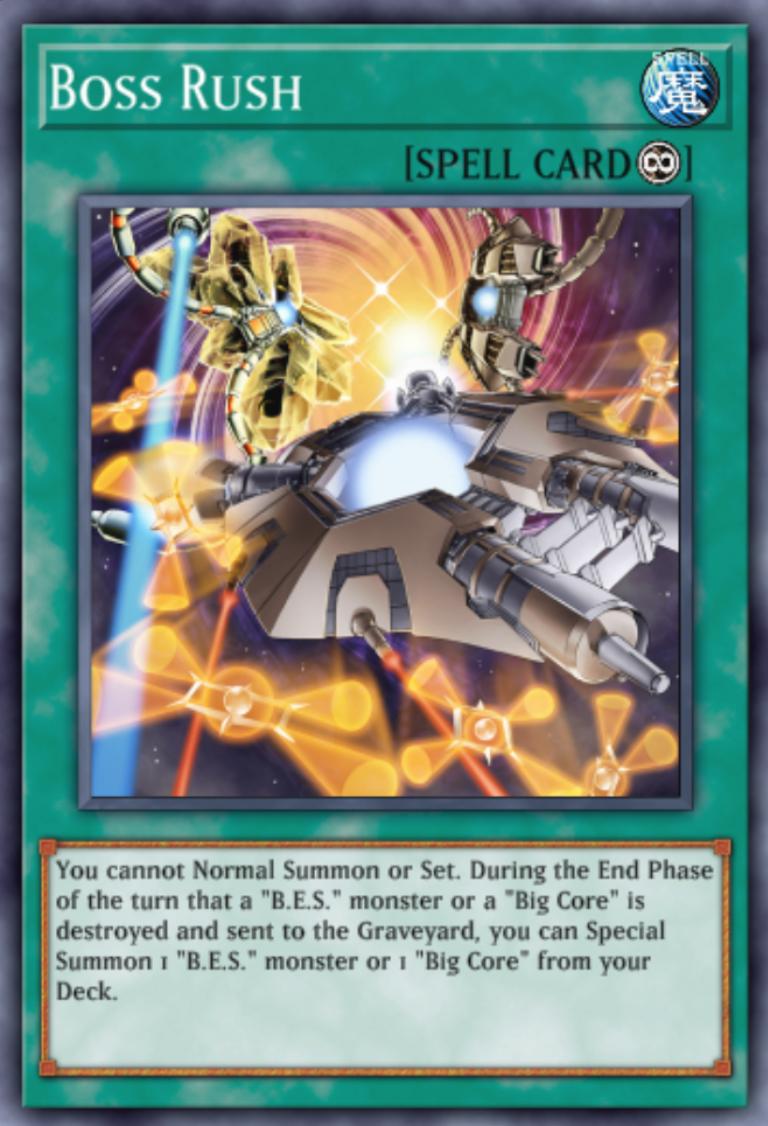 Boss Rush
SPELL
魔
[SPELL CARD]
You cannot Normal Summon or Set. During the End Phase
of the turn that a "B.E.S." monster or a "Big Core" is
destroyed and sent to the Graveyard, you can Special
Summon 1 "B.E.S." monster or 1 "Big Core" from your
Deck.